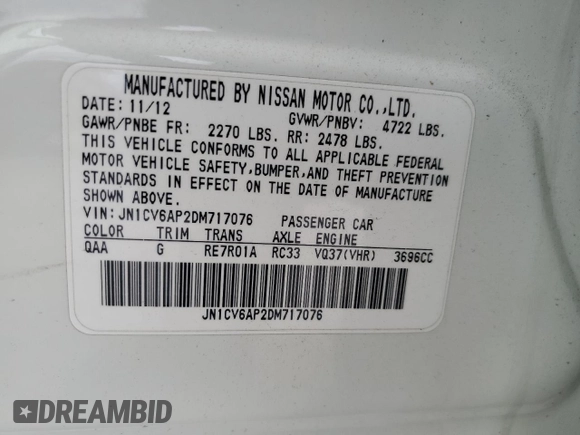 MANUFACTURED BY NISSAN MOTOR CO.,LTD.
DATE: 11/12 GVWR/PNBV: 4722 LBS.
GAWR/PNBE FR: 2270 LBS. RR: 2478 LBS.
THIS VEHICLE CONFORMS TO ALL APPLICABLE FEDERAL
MOTOR VEHICLE SAFETY,BUMPER,AND THEFT PREVENTION
STANDARDS IN EFFECT ON THE DATE OF MANUFACTURE
SHOWN ABOVE.
VIN: JN1CV6AP2DM717076 PASSENGER CAR
COLOR TRIM TRANS AXLE ENGINE
QAA G RE7R01A RC33 VQ37(VHR) 3696CC
JN1CV6AP2DM717076
DREAMBID